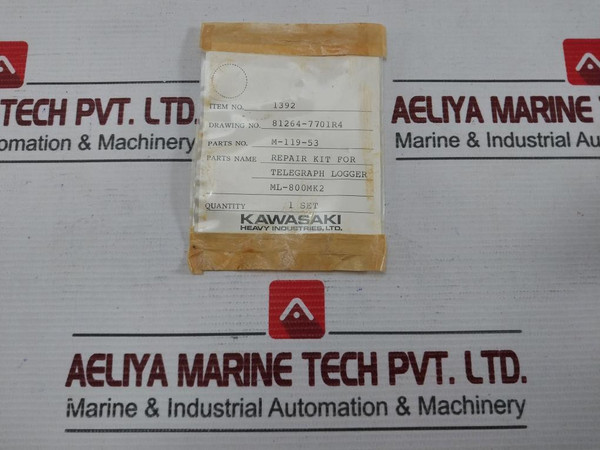 ITEM NO. 1392
DRAWING NO. 81264-7701R4
PARTS NO. M-119-53
PARTS NAME REPAIR KIT FOR
TELEGRAPH LOGGER
ML-800MK2
QUANTITY 1 SET
KAWASAKI
HEAVY INDUSTRIES, LTD.
TECH PVT. LTD.
omation & Machinery
AELIYA MARINE
Marine & Industrial
AELIYA MARINE TECH PVT. LTD.
Marine & Industrial Automation & Machinery